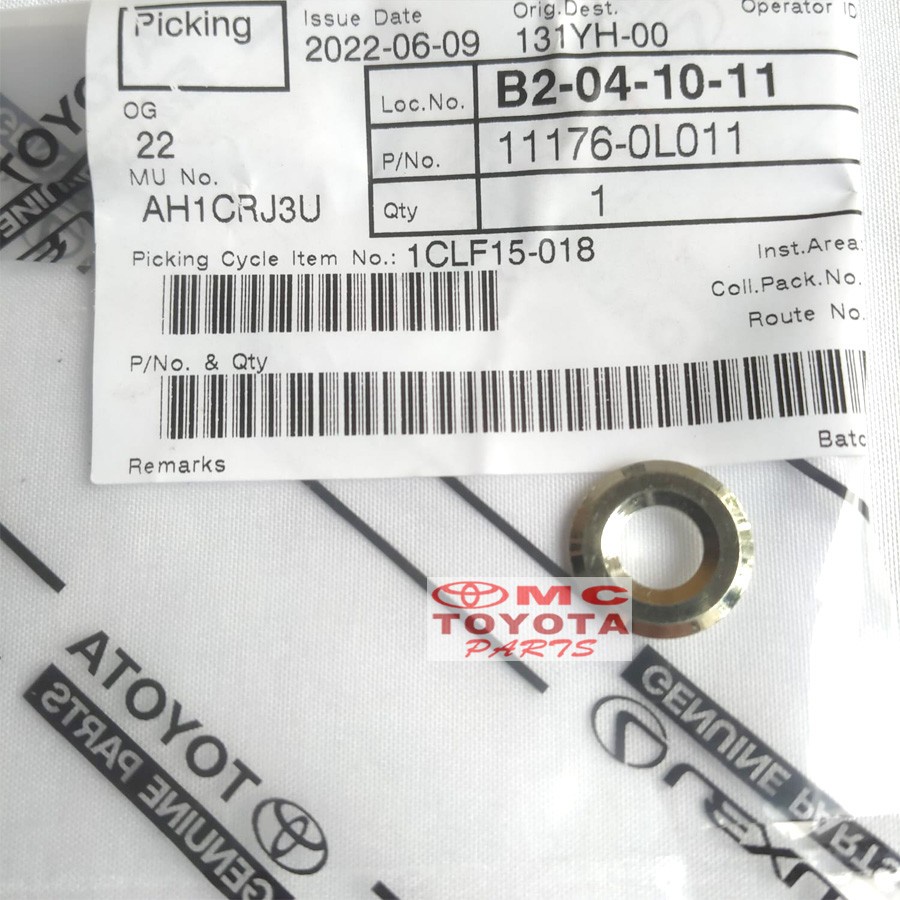 Picking
Issue Date
2022-06-09
Orig.Dest.
131YH-00
Operator ID
Loc.No. B2-04-10-11
P/No. 11176-0L011
Qty 1
OG
22
MU No.
AH1CRJ3U
Picking Cycle Item No.: 1CLF15-018
Inst.Area:
Coll.Pack.No.
Route No.
P/No. & Qty
Batc
Remarks
MC
TOYOTA
PARTS
TOYOTA
GENUINE PARTS
GENUINE PARTS
LEXUS
TOYOTA
GENUINE